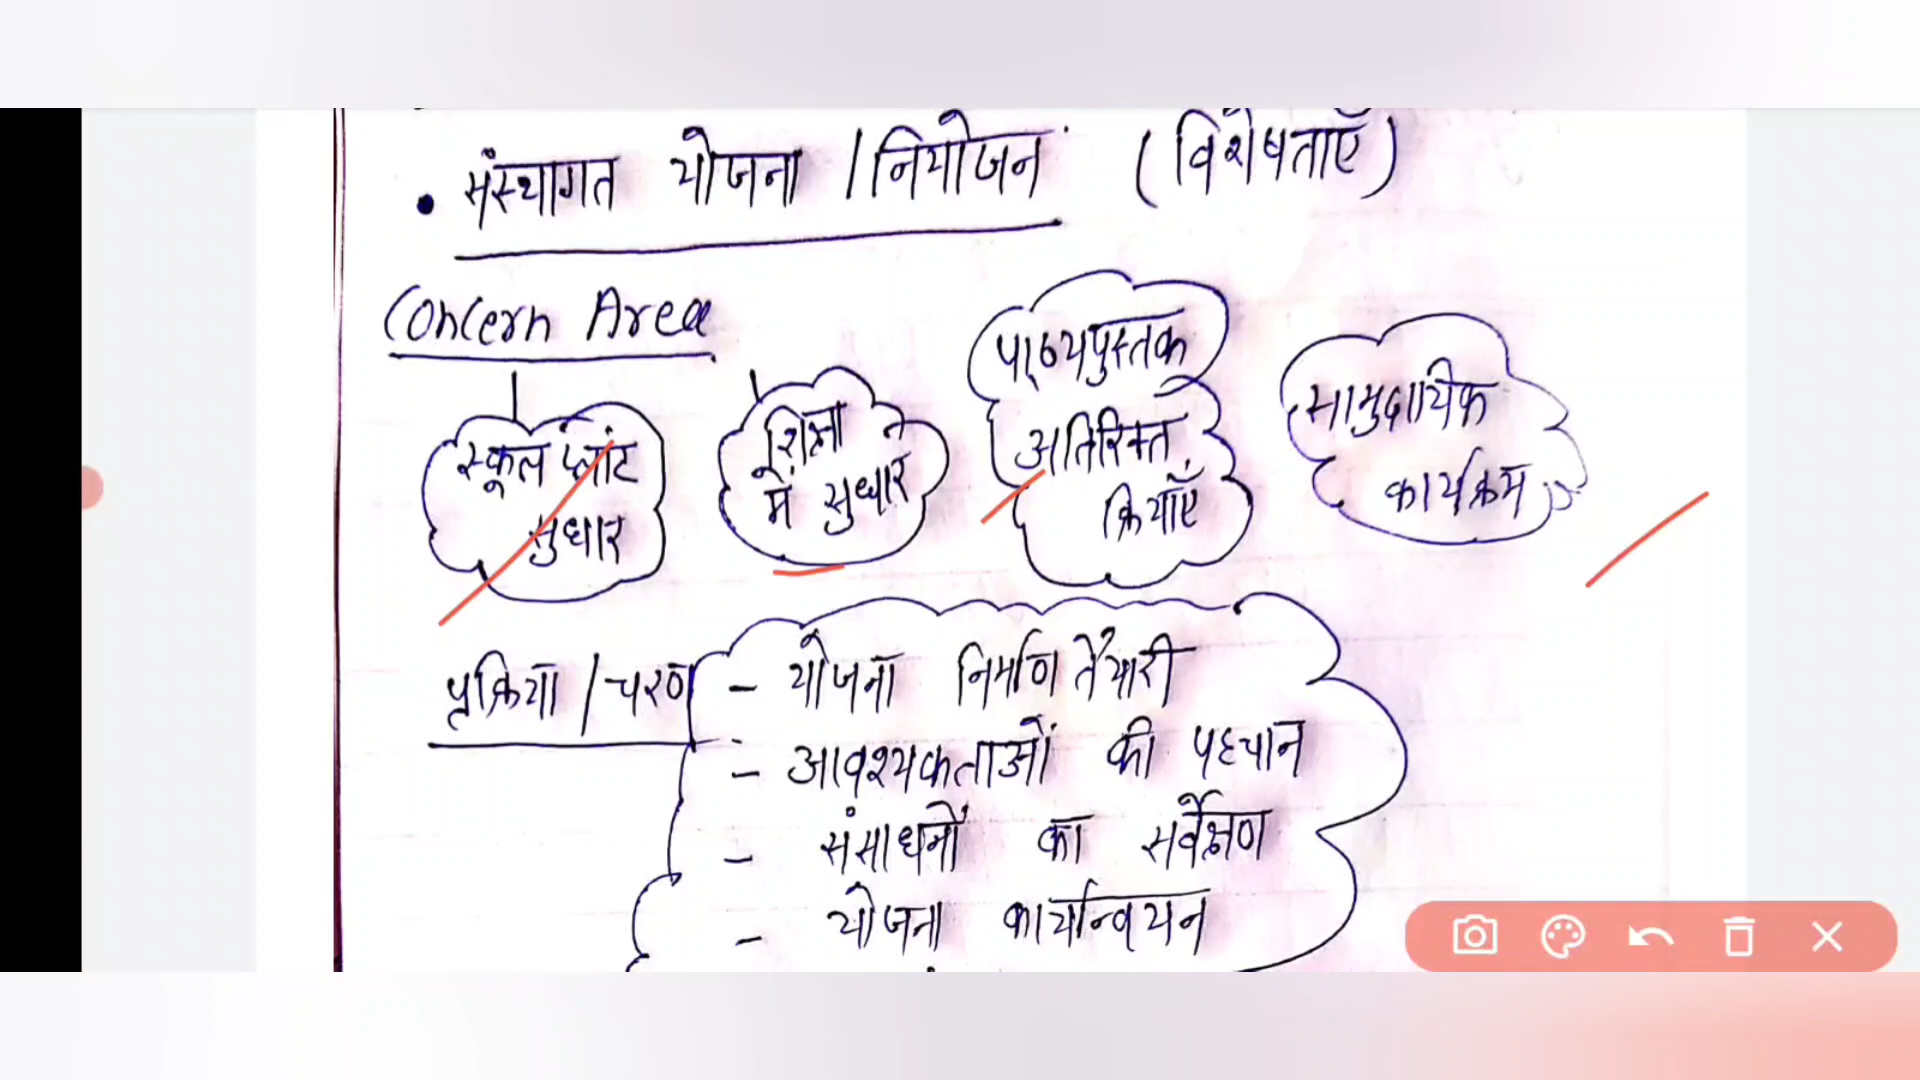 • संस्थागत योजना / नियोजन (विशेषताएँ)
Concern Area
स्कूल प्लांट
सुधार
शिक्षा
में सुधार
पाठ्यपुस्तक
अतिरिक्त
क्रियाएँ
सामुदायिक
कार्यक्रम
प्रक्रिया / चरण
- योजना निर्माण तैयारी
- आवश्यकताओं की पहचान
- संसाधनों का सर्वेक्षण
- योजना कार्यान्वयन